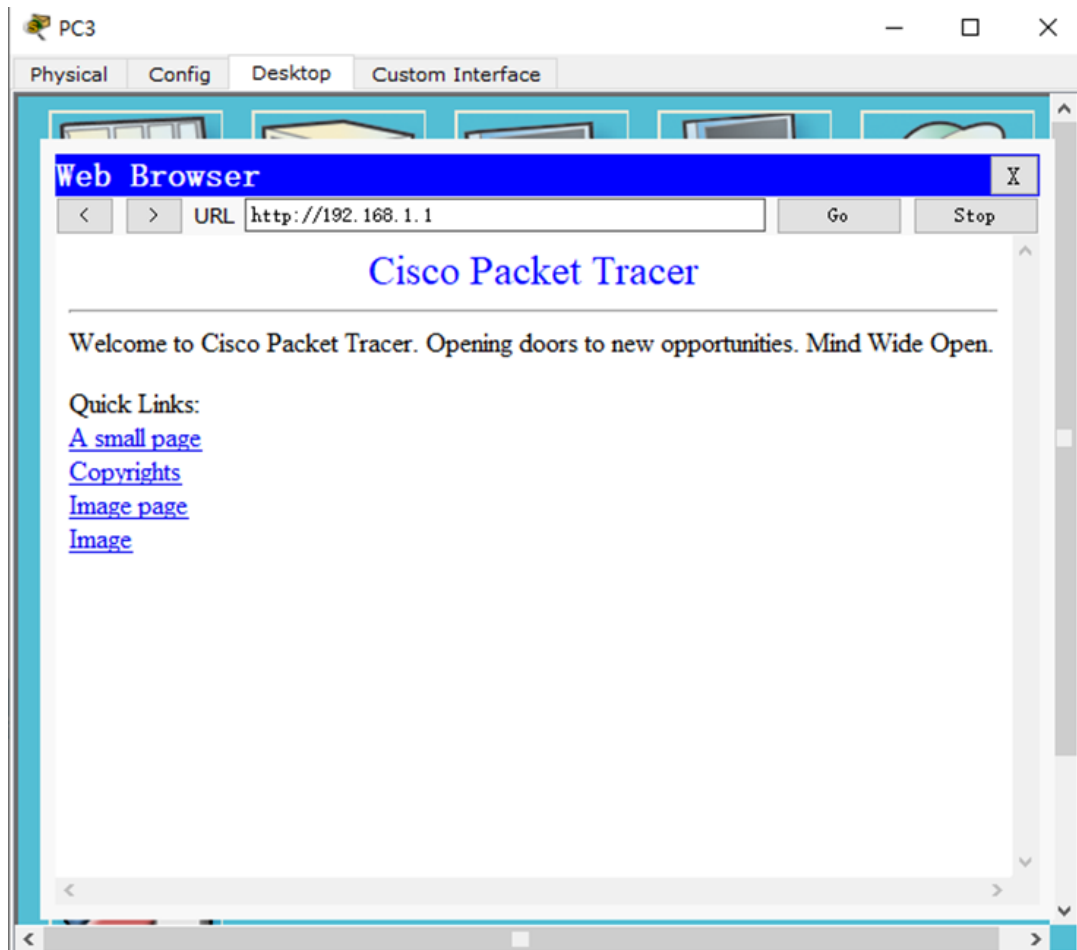 PC3
Physical Config Desktop Custom Interface
Web Browser X
< > URL http://192.168.1.1 Go Stop
Cisco Packet Tracer
Welcome to Cisco Packet Tracer. Opening doors to new opportunities. Mind Wide Open.
Quick Links:
A small page
Copyrights
Image page
Image